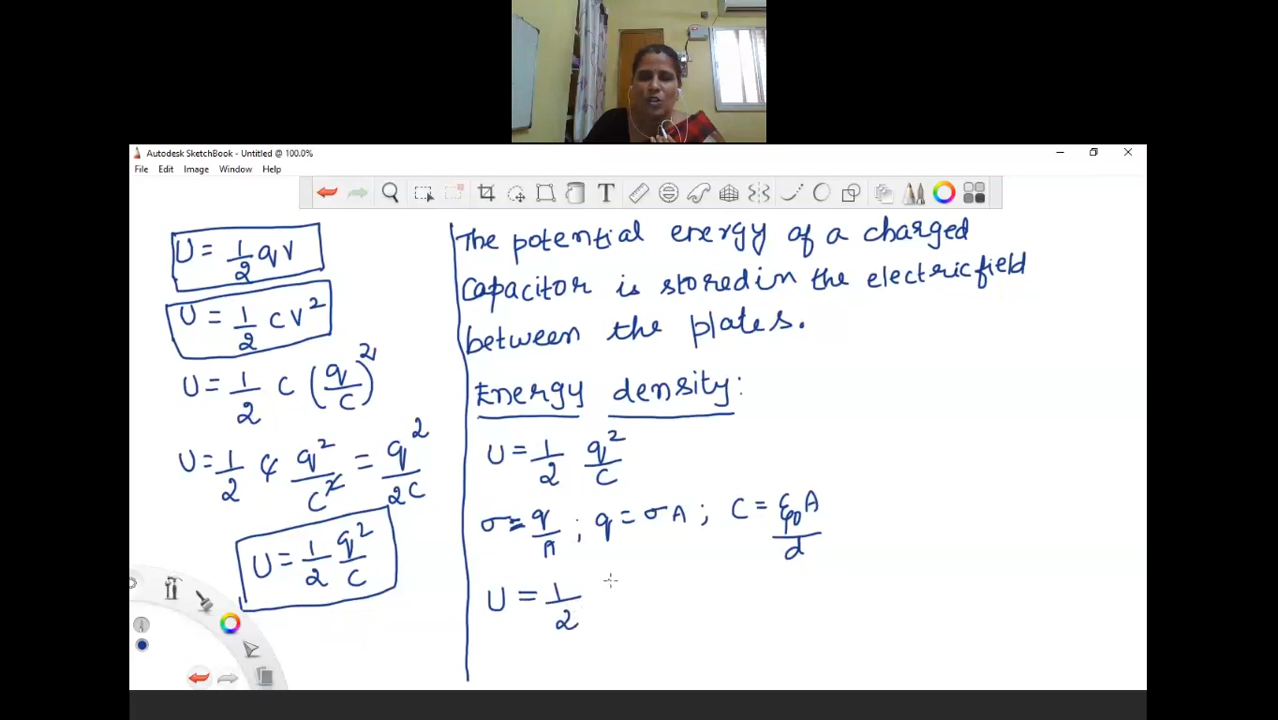 Autodesk SketchBook - Untitled @ 100.0%
File Edit Image Window Help
U = 1/2 qV
U = 1/2 CV²
U = 1/2 C (q/C)²
U = 1/2 C q²/C² = q²/2C
U = 1/2 q²/C
The potential energy of a charged
Capacitor is stored in the electric field
between the plates.
Energy density:
U = 1/2 q²/C
σ = q/A ; q = σA ; C = ε₀A/d
U = 1/2